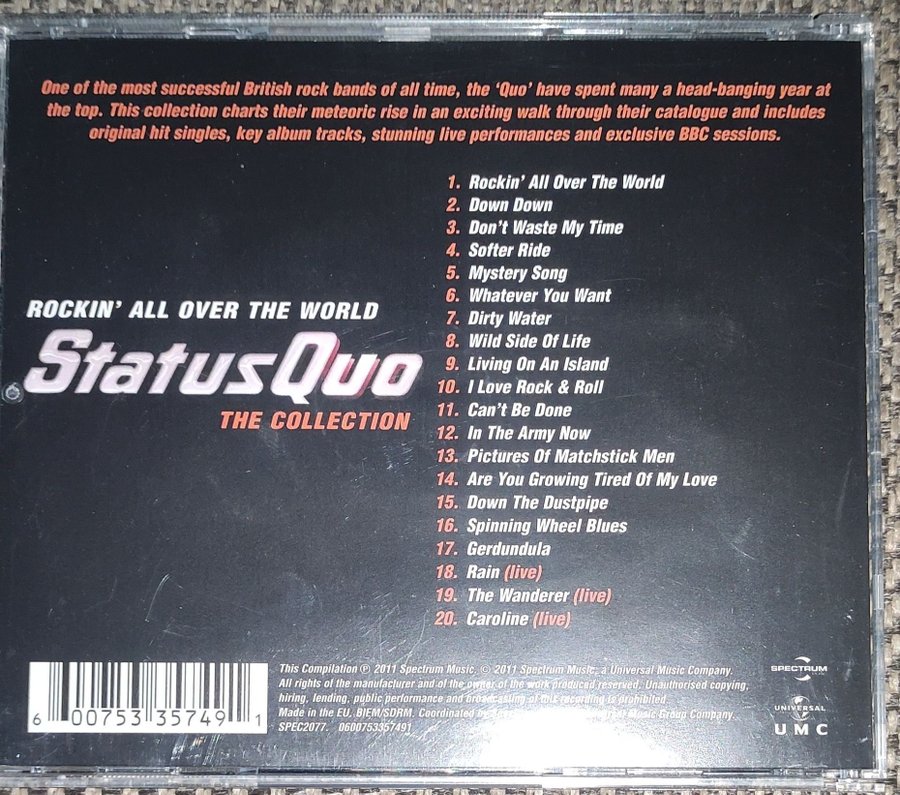 One of the most successful British rock bands of all time, the ‘Quo’ have spent many a head-banging year at
the top. This collection charts their meteoric rise in an exciting walk through their catalogue and includes
original hit singles, key album tracks, stunning live performances and exclusive BBC sessions.
ROCKIN’ ALL OVER THE WORLD
StatusQuo
THE COLLECTION
1. Rockin’ All Over The World
2. Down Down
3. Don’t Waste My Time
4. Softer Ride
5. Mystery Song
6. Whatever You Want
7. Dirty Water
8. Wild Side Of Life
9. Living On An Island
10. I Love Rock & Roll
11. Can’t Be Done
12. In The Army Now
13. Pictures Of Matchstick Men
14. Are You Growing Tired Of My Love
15. Down The Dustpipe
16. Spinning Wheel Blues
17. Gerdundula
18. Rain (live)
19. The Wanderer (live)
20. Caroline (live)
6 00753 35749 1
This Compilation ℗ 2011 Spectrum Music. © 2011 Spectrum Music, a Universal Music Company.
All rights of the manufacturer and of the owner of the work produced reserved. Unauthorised copying,
hiring, lending, public performance and broadcasting of this recording is prohibited.
Made in the EU. BIEM/SDRM. Coordinated by Music Group Company
SPEC2077. 0600753357491
SPECTRUM
UNIVERSAL
UMC